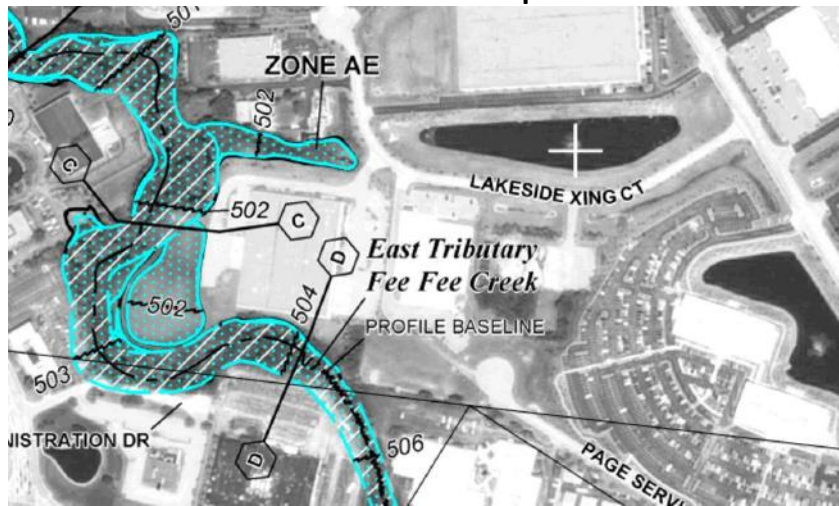 501
ZONE AE
502
LAKESIDE XING CT
C
502
C
D
East Tributary
Fee Fee Creek
502
504
PROFILE BASELINE
503
NISTRATION DR
D
506
PAGE SERVI